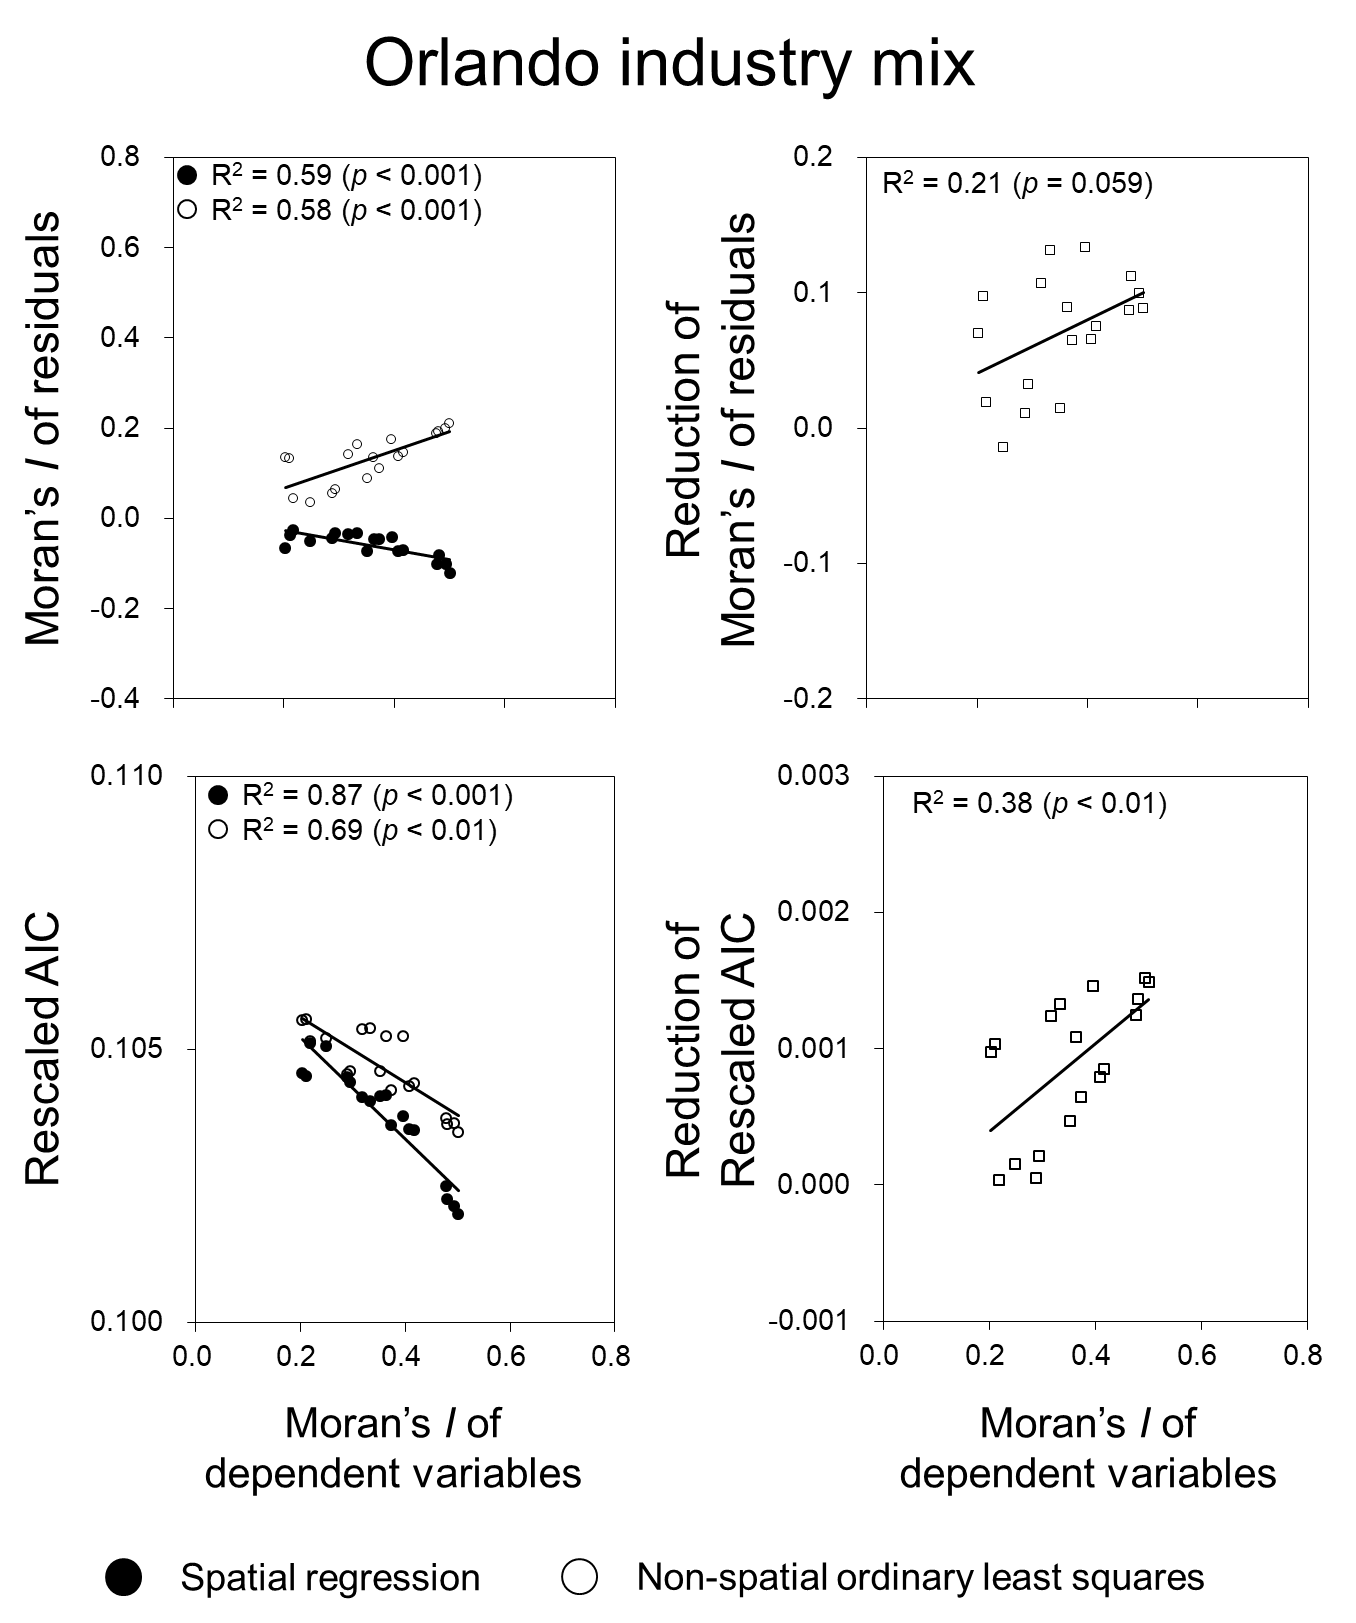 Orlando industry mix
R² = 0.59 (p < 0.001)
R² = 0.58 (p < 0.001)
0.8
0.6
0.4
0.2
0.0
-0.2
-0.4
Moran’s I of residuals
R² = 0.21 (p = 0.059)
0.2
0.1
0.0
-0.1
-0.2
Reduction of
Moran’s I of residuals
R² = 0.87 (p < 0.001)
R² = 0.69 (p < 0.01)
0.110
0.105
0.100
Rescaled AIC
0.0 0.2 0.4 0.6 0.8
Moran’s I of
dependent variables
R² = 0.38 (p < 0.01)
0.003
0.002
0.001
0.000
-0.001
Reduction of
Rescaled AIC
0.0 0.2 0.4 0.6 0.8
Moran’s I of
dependent variables
Spatial regression
Non-spatial ordinary least squares